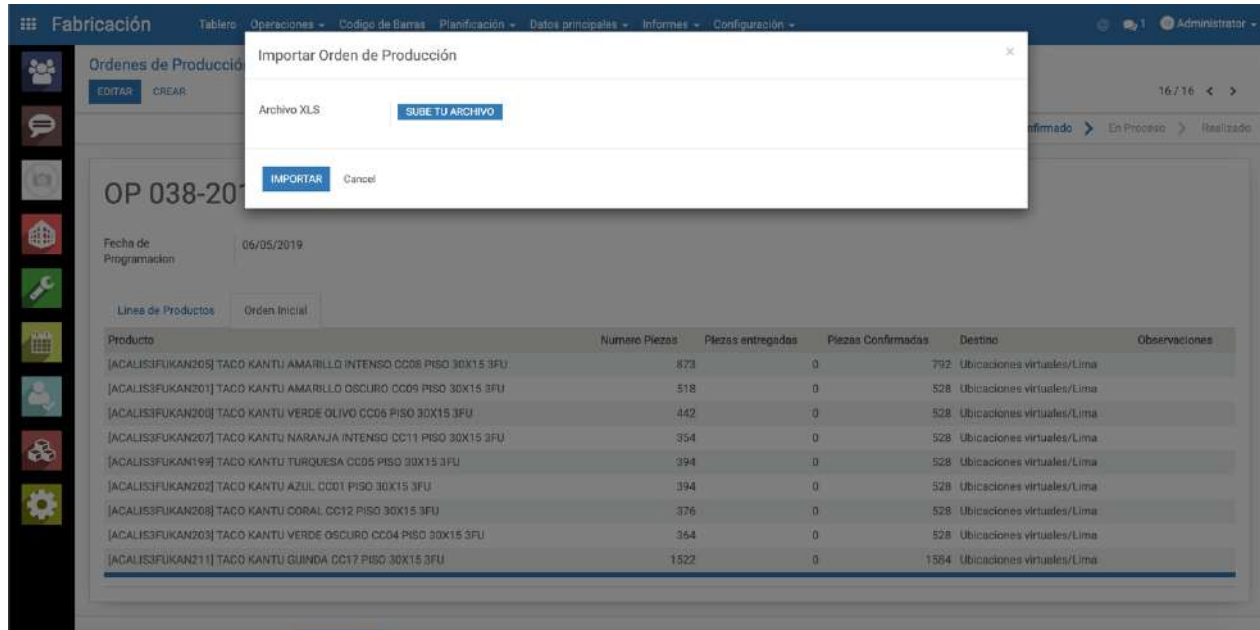 Fabricación Tablero Operaciones Codigo de Barras Planificación Datos principales Informes Configuración 1 Administrator
Importar Orden de Producción ×
Ordenes de Producció
EDITAR CREAR 16 / 16
Archivo XLS SUBE TU ARCHIVO
nfirmado En Proceso Realizado
IMPORTAR Cancel
OP 038-201
Fecha de Programacion 06/05/2019
Linea de Productos Orden Inicial
Producto Numero Piezas Piezas entregadas Piezas Confirmadas Destino Observaciones
[ACALIS3FUKAN205] TACO KANTU AMARILLO INTENSO CC08 PISO 30X15 3FU 873 0 792 Ubicaciones virtuales/Lima
[ACALIS3FUKAN201] TACO KANTU AMARILLO OSCURO CC09 PISO 30X15 3FU 518 0 528 Ubicaciones virtuales/Lima
[ACALIS3FUKAN200] TACO KANTU VERDE OLIVO CC06 PISO 30X15 3FU 442 0 528 Ubicaciones virtuales/Lima
[ACALIS3FUKAN207] TACO KANTU NARANJA INTENSO CC11 PISO 30X15 3FU 354 0 528 Ubicaciones virtuales/Lima
[ACALIS3FUKAN199] TACO KANTU TURQUESA CC05 PISO 30X15 3FU 394 0 528 Ubicaciones virtuales/Lima
[ACALIS3FUKAN202] TACO KANTU AZUL CC01 PISO 30X15 3FU 394 0 528 Ubicaciones virtuales/Lima
[ACALIS3FUKAN208] TACO KANTU CORAL CC12 PISO 30X15 3FU 376 0 528 Ubicaciones virtuales/Lima
[ACALIS3FUKAN203] TACO KANTU VERDE OSCURO CC04 PISO 30X15 3FU 364 0 528 Ubicaciones virtuales/Lima
[ACALIS3FUKAN211] TACO KANTU GUINDA CC17 PISO 30X15 3FU 1522 0 1584 Ubicaciones virtuales/Lima